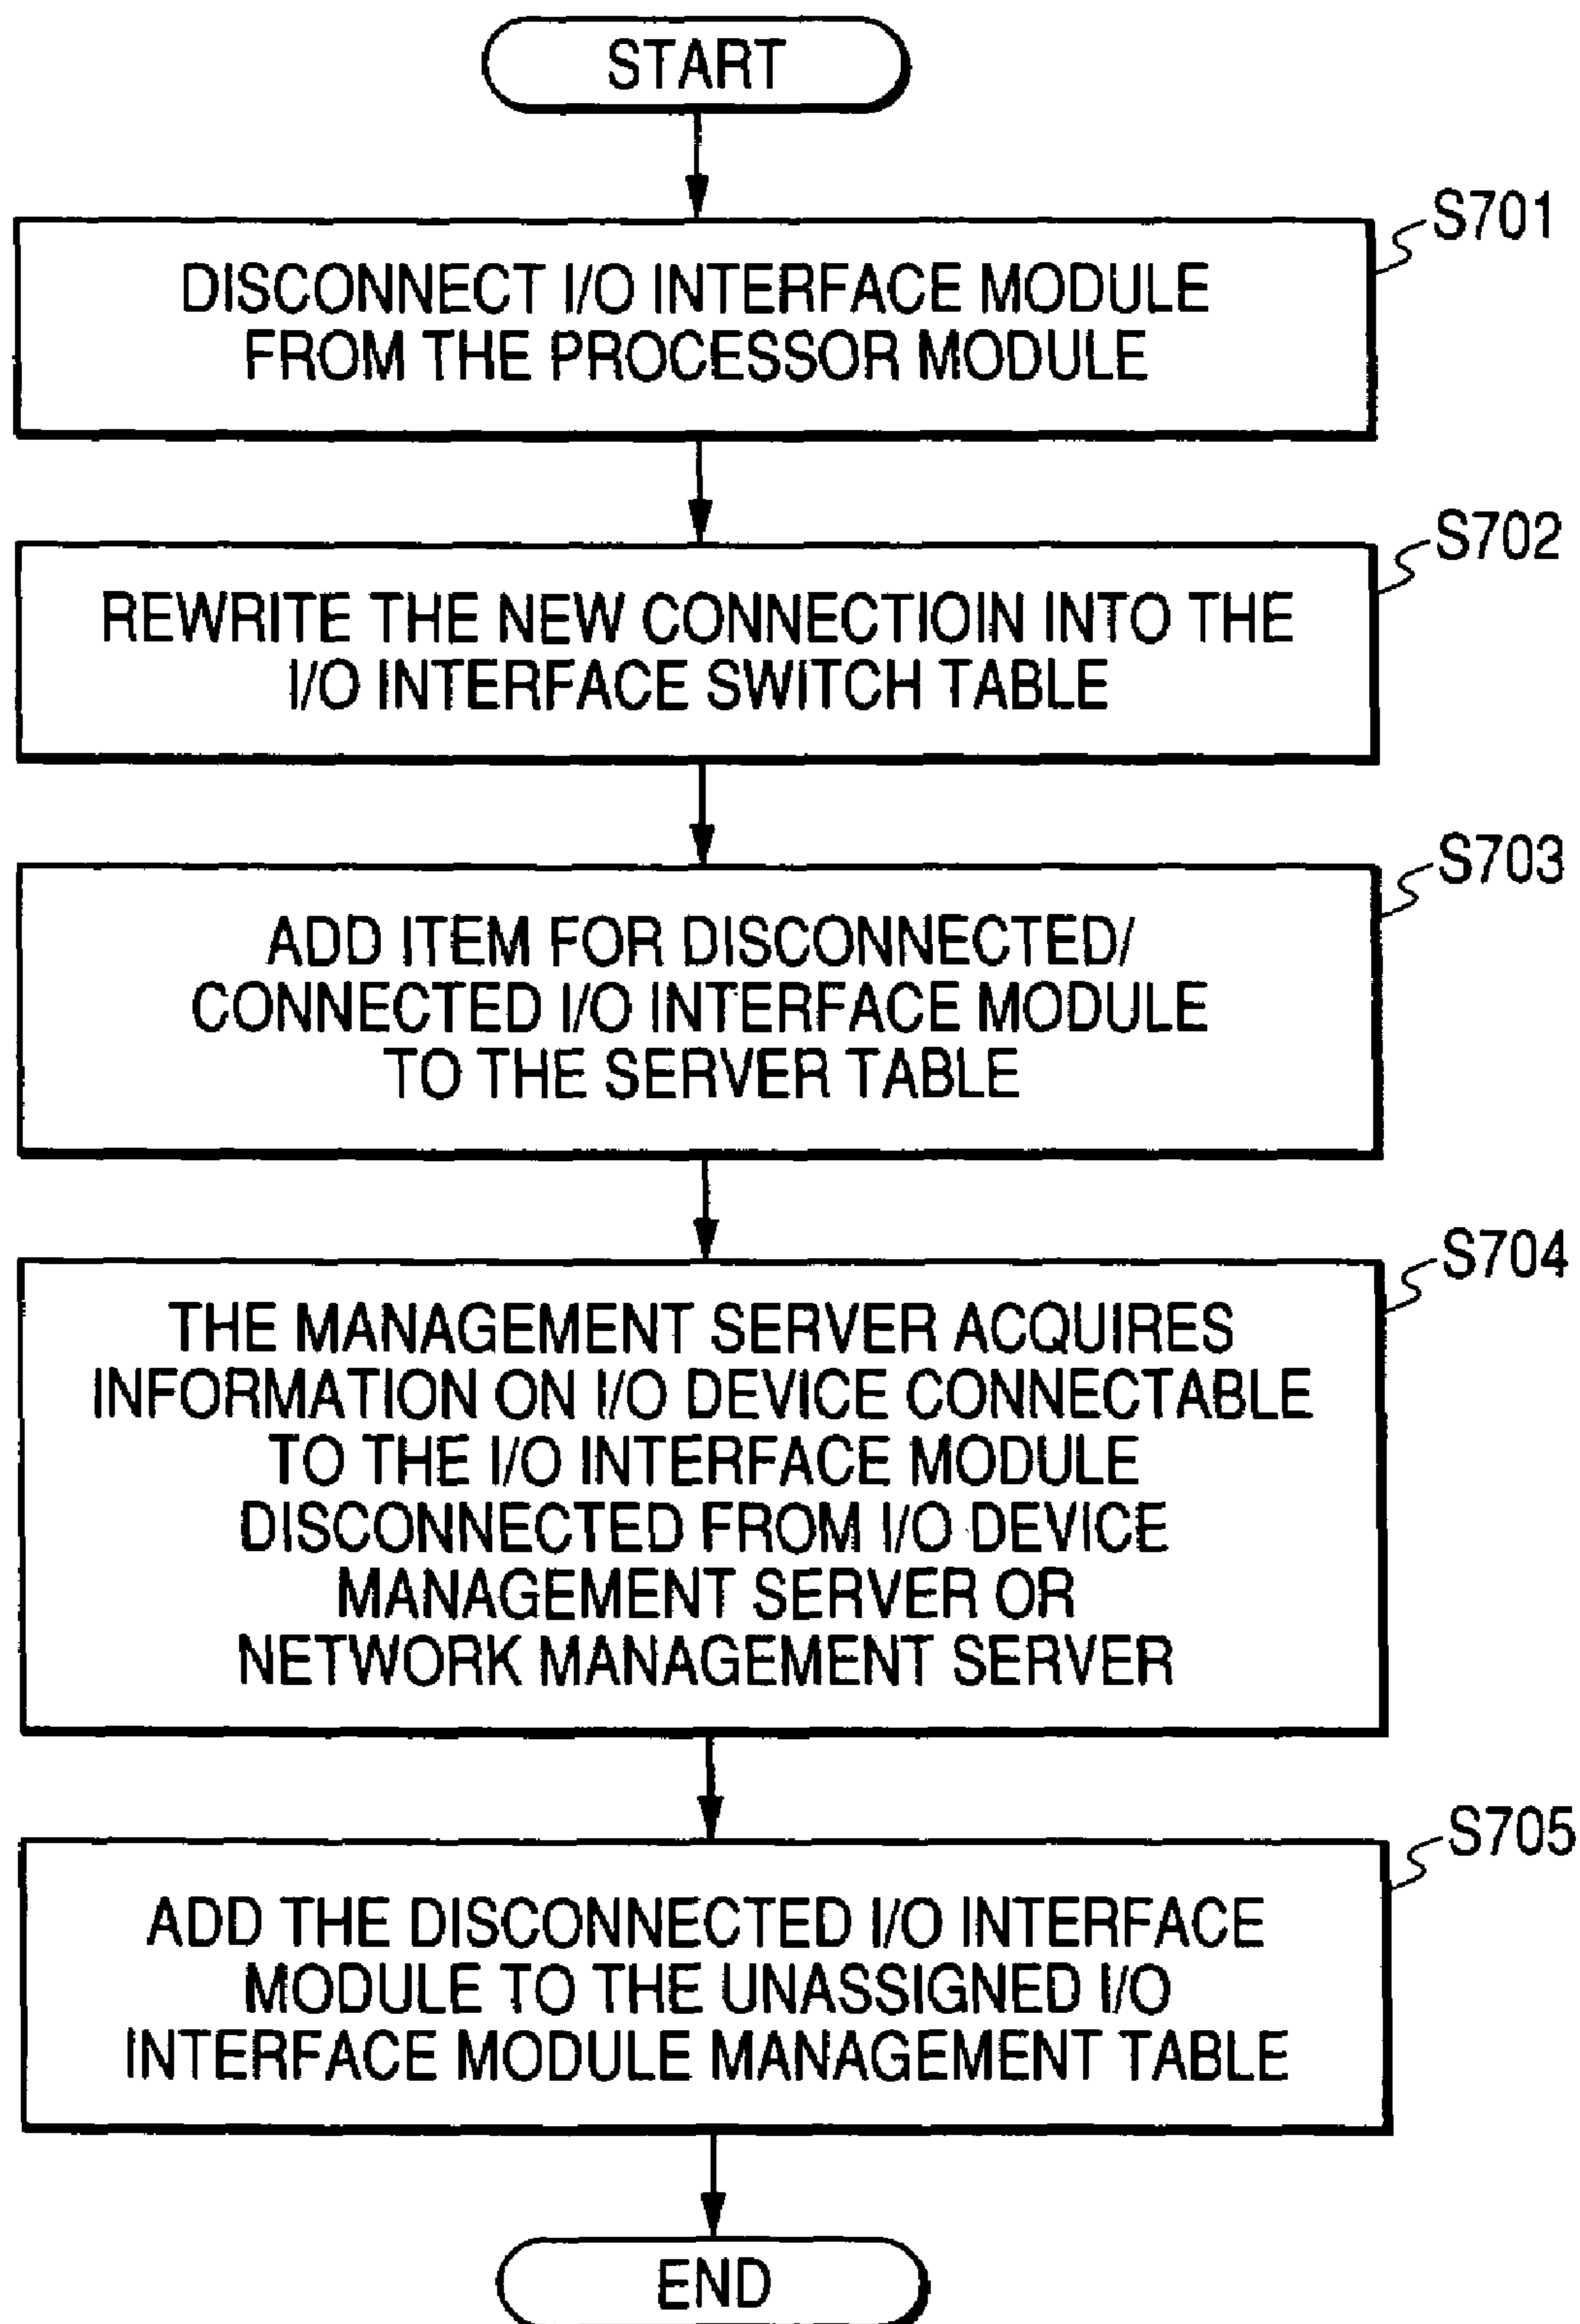 START
S701
DISCONNECT I/O INTERFACE MODULE
FROM THE PROCESSOR MODULE
S702
REWRITE THE NEW CONNECTIOIN INTO THE
I/O INTERFACE SWITCH TABLE
S703
ADD ITEM FOR DISCONNECTED/
CONNECTED I/O INTERFACE MODULE
TO THE SERVER TABLE
S704
THE MANAGEMENT SERVER ACQUIRES
INFORMATION ON I/O DEVICE CONNECTABLE
TO THE I/O INTERFACE MODULE
DISCONNECTED FROM I/O DEVICE
MANAGEMENT SERVER OR
NETWORK MANAGEMENT SERVER
S705
ADD THE DISCONNECTED I/O INTERFACE
MODULE TO THE UNASSIGNED I/O
INTERFACE MODULE MANAGEMENT TABLE
END